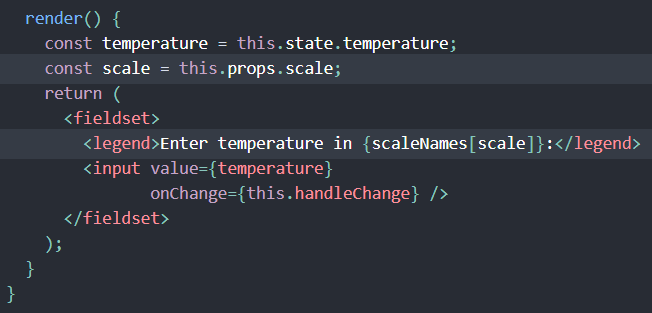 render() {
const temperature = this.state.temperature;
const scale = this.props.scale;
return (
<fieldset>
<legend>Enter temperature in {scaleNames[scale]}:</legend>
<input value={temperature}
onChange={this.handleChange} />
</fieldset>
);
}
}